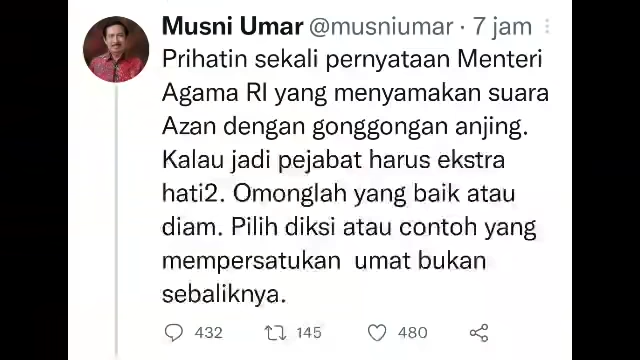 Musni Umar @musniumar · 7 jam
Prihatin sekali pernyataan Menteri
Agama RI yang menyamakan suara
Azan dengan gonggongan anjing.
Kalau jadi pejabat harus ekstra
hati2. Omonglah yang baik atau
diam. Pilih diksi atau contoh yang
mempersatukan  umat bukan
sebaliknya.
432 145 480